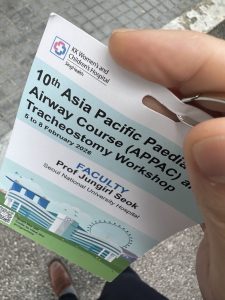 KK Women's and
Children's Hospital
SingHealth
10th Asia Pacific Paedia
Airway Course (APPAC) a
Tracheostomy Workshop
5 to 8 February 2026
FACULTY
Prof Jungirl Seok
Seoul National University Hospital